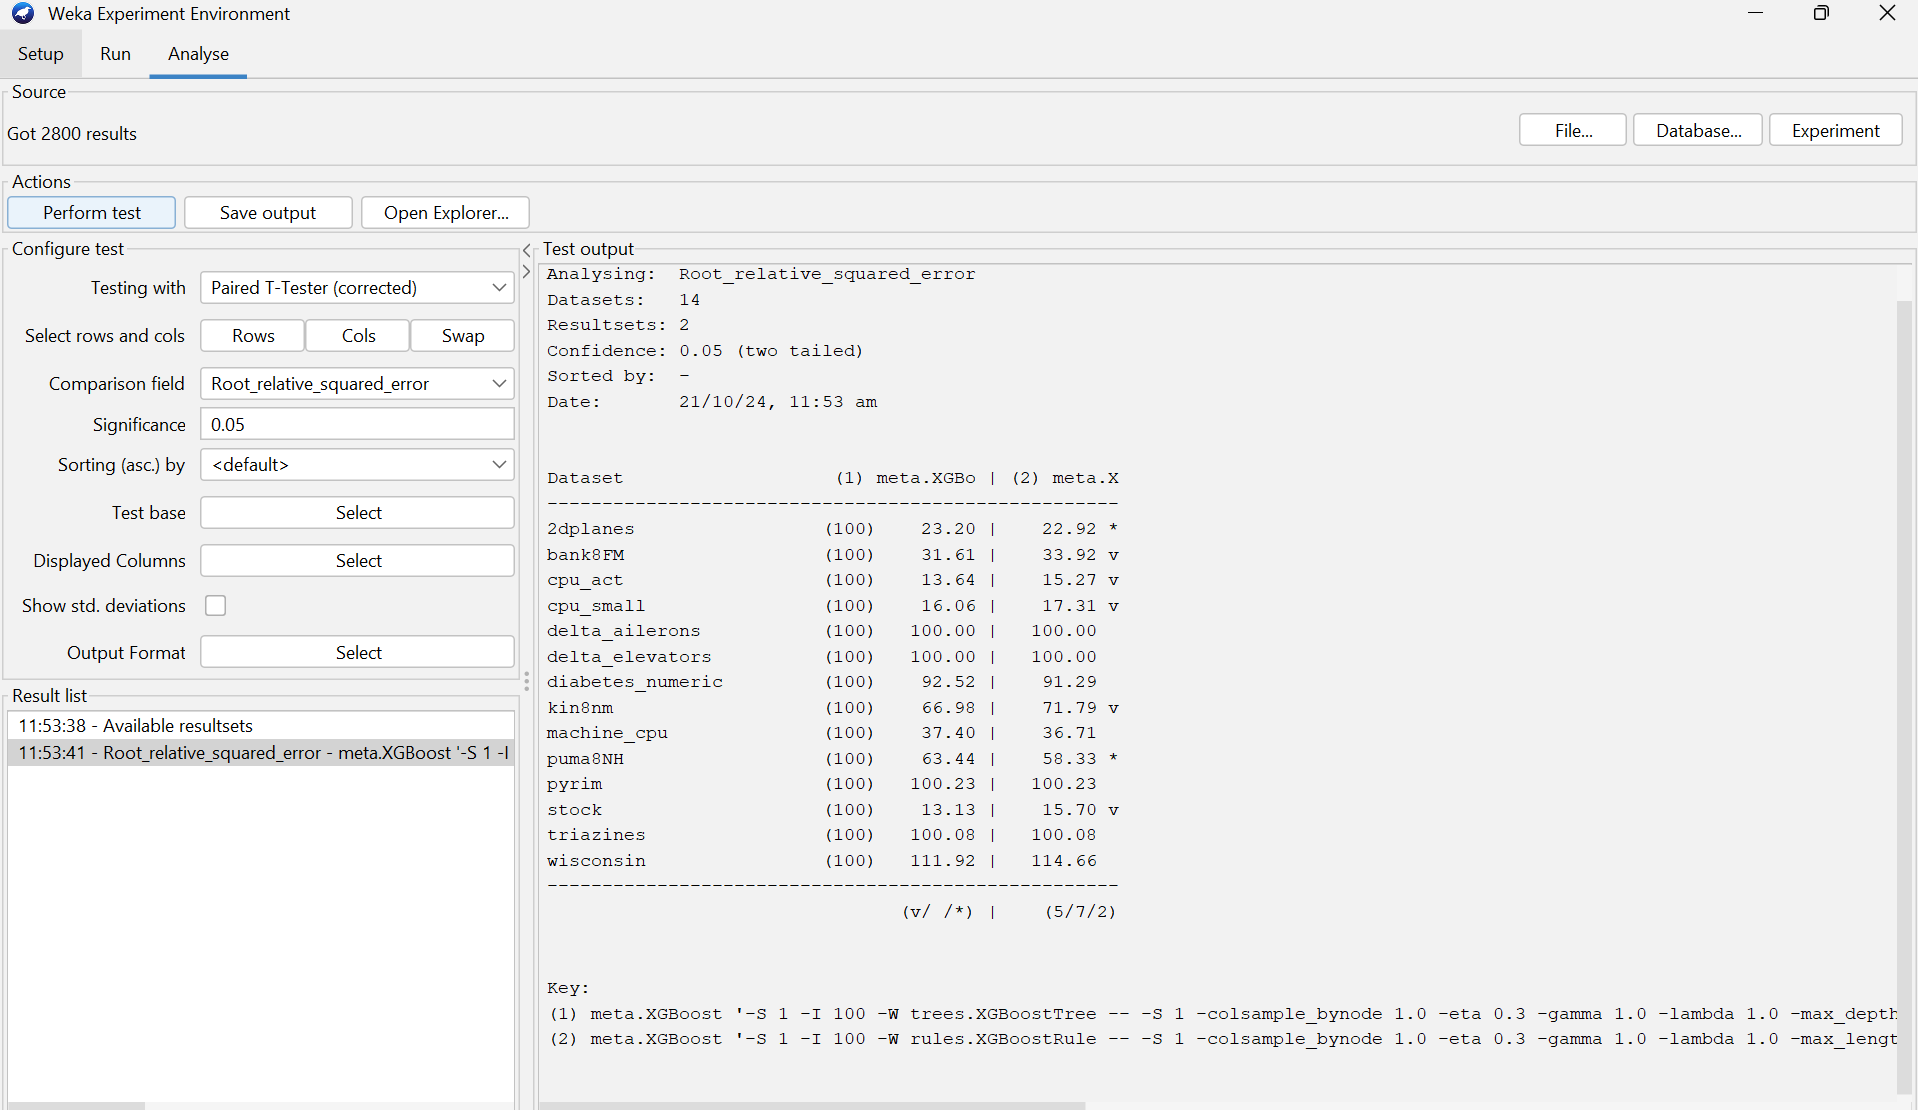 Weka Experiment Environment
Setup Run Analyse
Source
Got 2800 results
File... Database... Experiment
Actions
Perform test Save output Open Explorer...
Configure test
Testing with Paired T-Tester (corrected)
Select rows and cols Rows Cols Swap
Comparison field Root_relative_squared_error
Significance 0.05
Sorting (asc.) by <default>
Test base Select
Displayed Columns Select
Show std. deviations
Output Format Select
Result list
11:53:38 - Available resultsets
11:53:41 - Root_relative_squared_error - meta.XGBoost '-S 1 -I
Test output
Analysing: Root_relative_squared_error
Datasets: 14
Resultsets: 2
Confidence: 0.05 (two tailed)
Sorted by: -
Date: 21/10/24, 11:53 am
Dataset (1) meta.XGBo | (2) meta.X
----------------------------------------------------
2dplanes (100) 23.20 | 22.92 *
bank8FM (100) 31.61 | 33.92 v
cpu_act (100) 13.64 | 15.27 v
cpu_small (100) 16.06 | 17.31 v
delta_ailerons (100) 100.00 | 100.00
delta_elevators (100) 100.00 | 100.00
diabetes_numeric (100) 92.52 | 91.29
kin8nm (100) 66.98 | 71.79 v
machine_cpu (100) 37.40 | 36.71
puma8NH (100) 63.44 | 58.33 *
pyrim (100) 100.23 | 100.23
stock (100) 13.13 | 15.70 v
triazines (100) 100.08 | 100.08
wisconsin (100) 111.92 | 114.66
----------------------------------------------------
(v/ /*) | (5/7/2)
Key:
(1) meta.XGBoost '-S 1 -I 100 -W trees.XGBoostTree -- -S 1 -colsample_bynode 1.0 -eta 0.3 -gamma 1.0 -lambda 1.0 -max_depth
(2) meta.XGBoost '-S 1 -I 100 -W rules.XGBoostRule -- -S 1 -colsample_bynode 1.0 -eta 0.3 -gamma 1.0 -lambda 1.0 -max_lengt